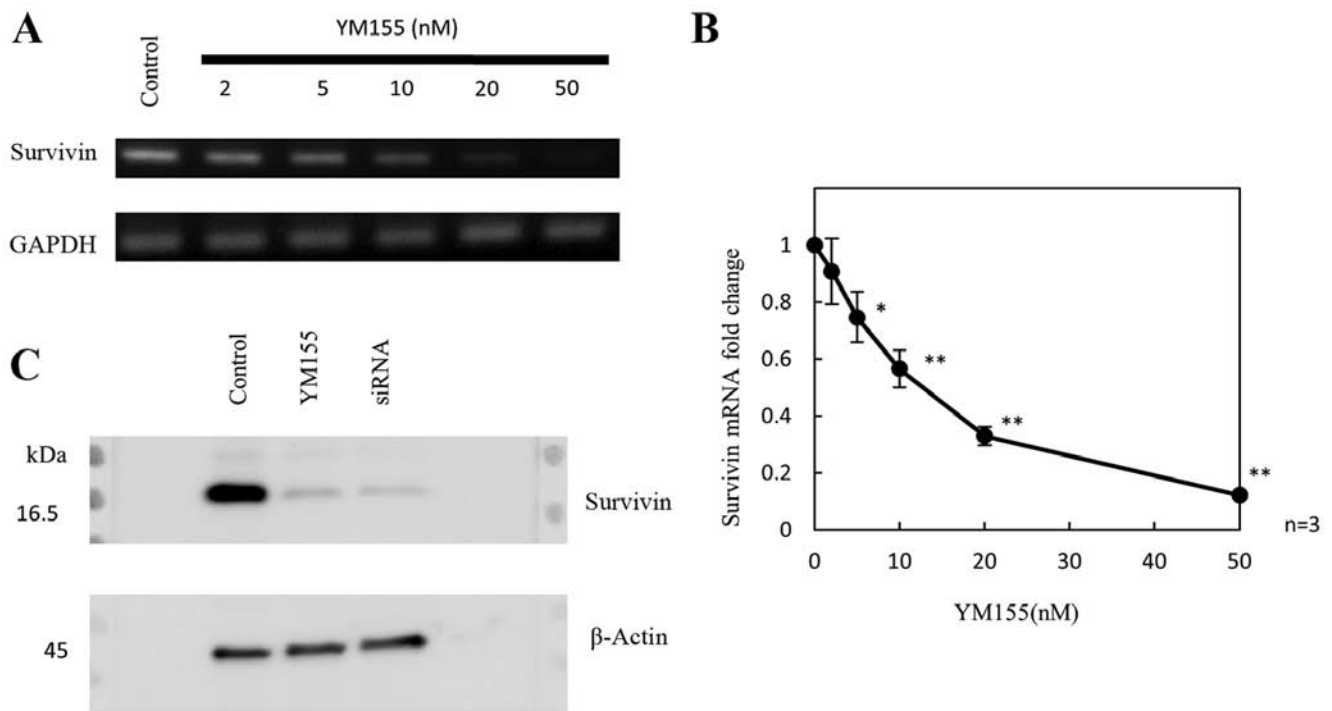 A
YM155 (nM)
Control
2 5 10 20 50
Survivin
GAPDH
B
Survivin mRNA fold change
1
0.8
0.6
0.4
0.2
0
*
**
**
**
0 10 20 30 40 50
n=3
YM155(nM)
C
Control
YM155
siRNA
kDa
16.5
Survivin
45
β-Actin